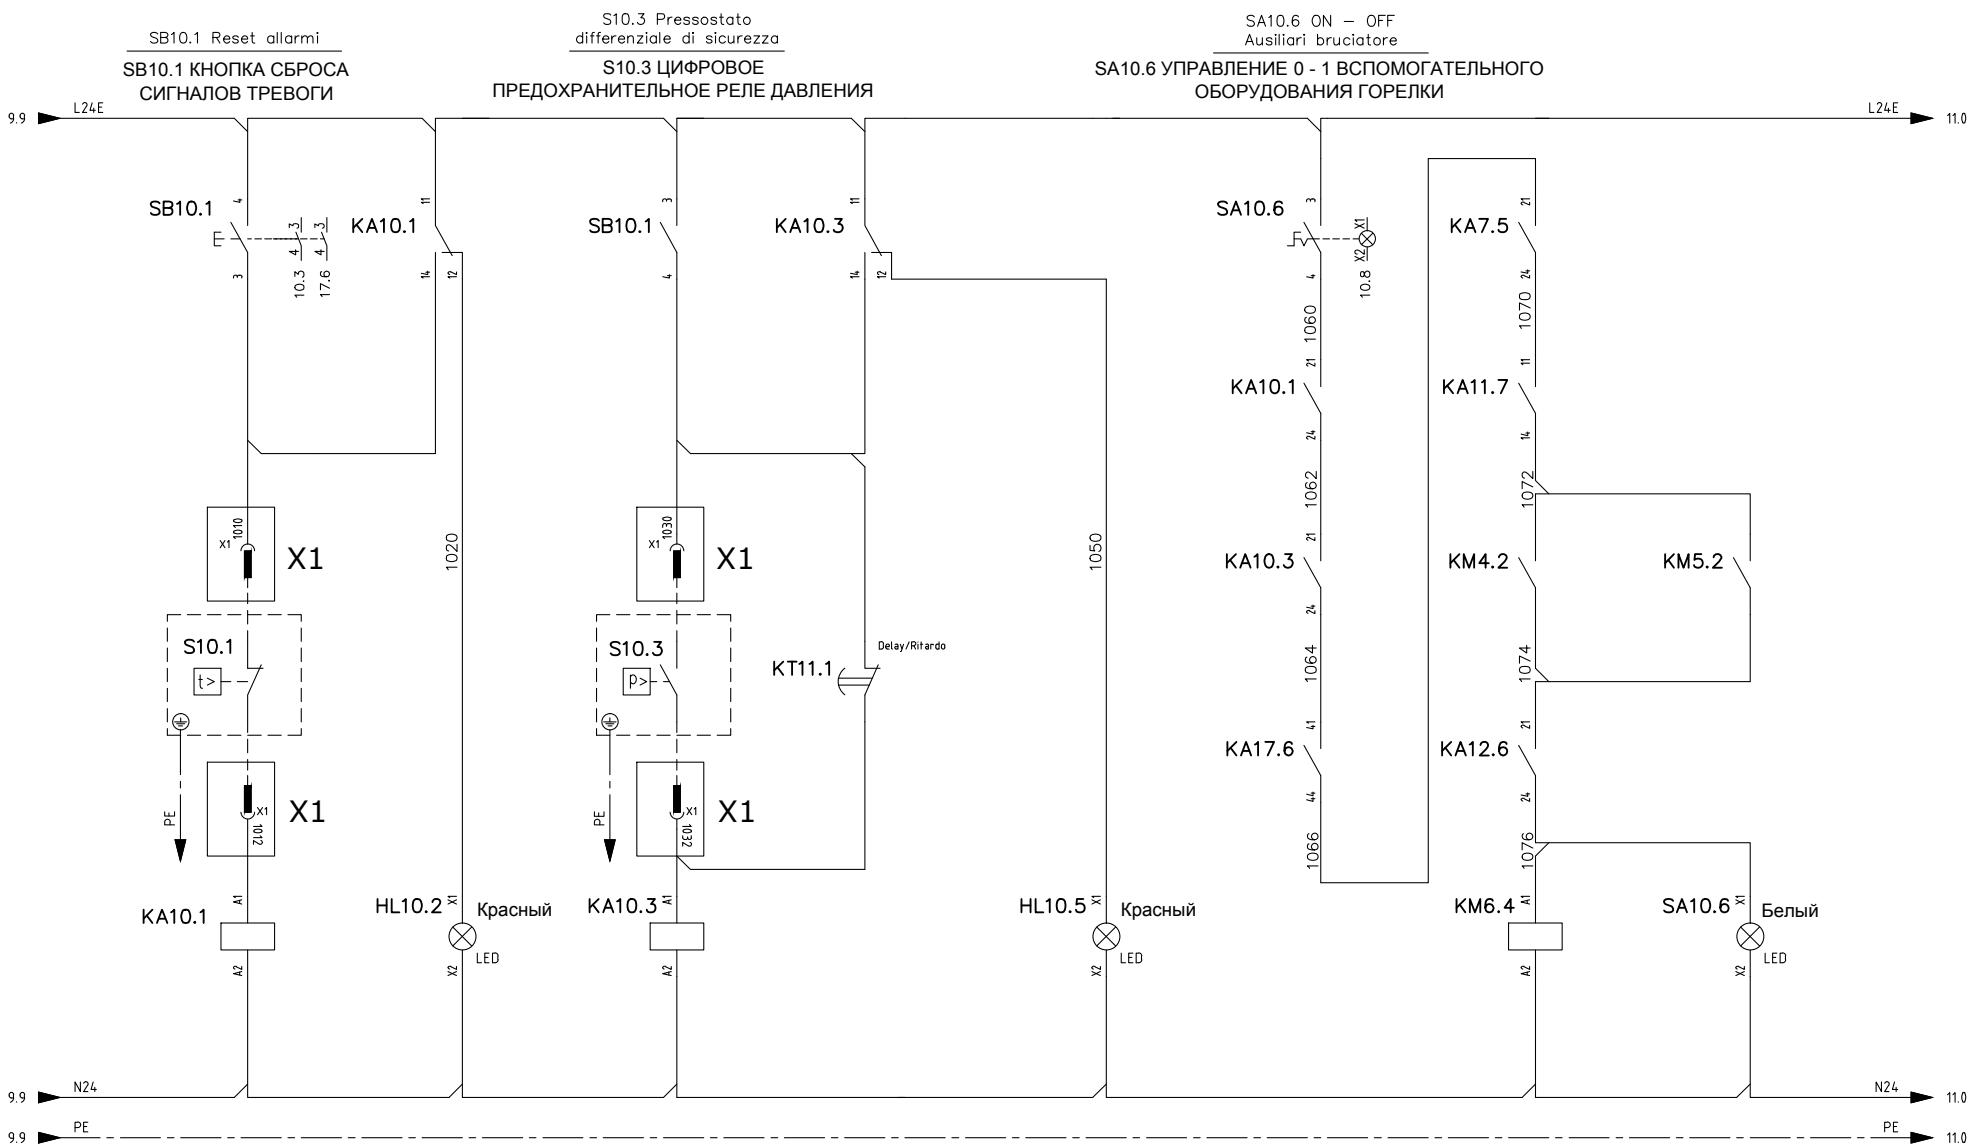 SB10.1 Reset allarmi
SB10.1 КНОПКА СБРОСА
СИГНАЛОВ ТРЕВОГИ
S10.3 Pressostato
differenziale di sicurezza
S10.3 ЦИФРОВОЕ
ПРЕДОХРАНИТЕЛЬНОЕ РЕЛЕ ДАВЛЕНИЯ
SA10.6 ON – OFF
Ausiliari bruciatore
SA10.6 УПРАВЛЕНИЕ 0 - 1 ВСПОМОГАТЕЛЬНОГО
ОБОРУДОВАНИЯ ГОРЕЛКИ
9.9
L24E
L24E
11.0
SB10.1
4
3
3
4
10.3
3
4
17.6
KA10.1
11
14
12
SB10.1
3
4
KA10.3
11
14
12
SA10.6
3
4
X1
X2
10.8
KA7.5
21
24
1060
1070
KA10.1
21
24
KA11.7
11
14
1062
1072
X1
1010
X1
1020
X1
1030
X1
1050
KA10.3
21
24
KM4.2
KM5.2
S10.1
t>
S10.3
p>
Delay/Ritardo
KT11.1
1064
1074
PE
PE
KA17.6
41
44
KA12.6
21
24
X1
1012
X1
X1
1032
X1
1066
1076
KA10.1
A1
A2
HL10.2
X1
X2
Красный
LED
KA10.3
A1
A2
HL10.5
X1
X2
Красный
LED
KM6.4
A1
A2
SA10.6
X1
X2
Белый
LED
9.9
N24
N24
11.0
9.9
PE
PE
11.0